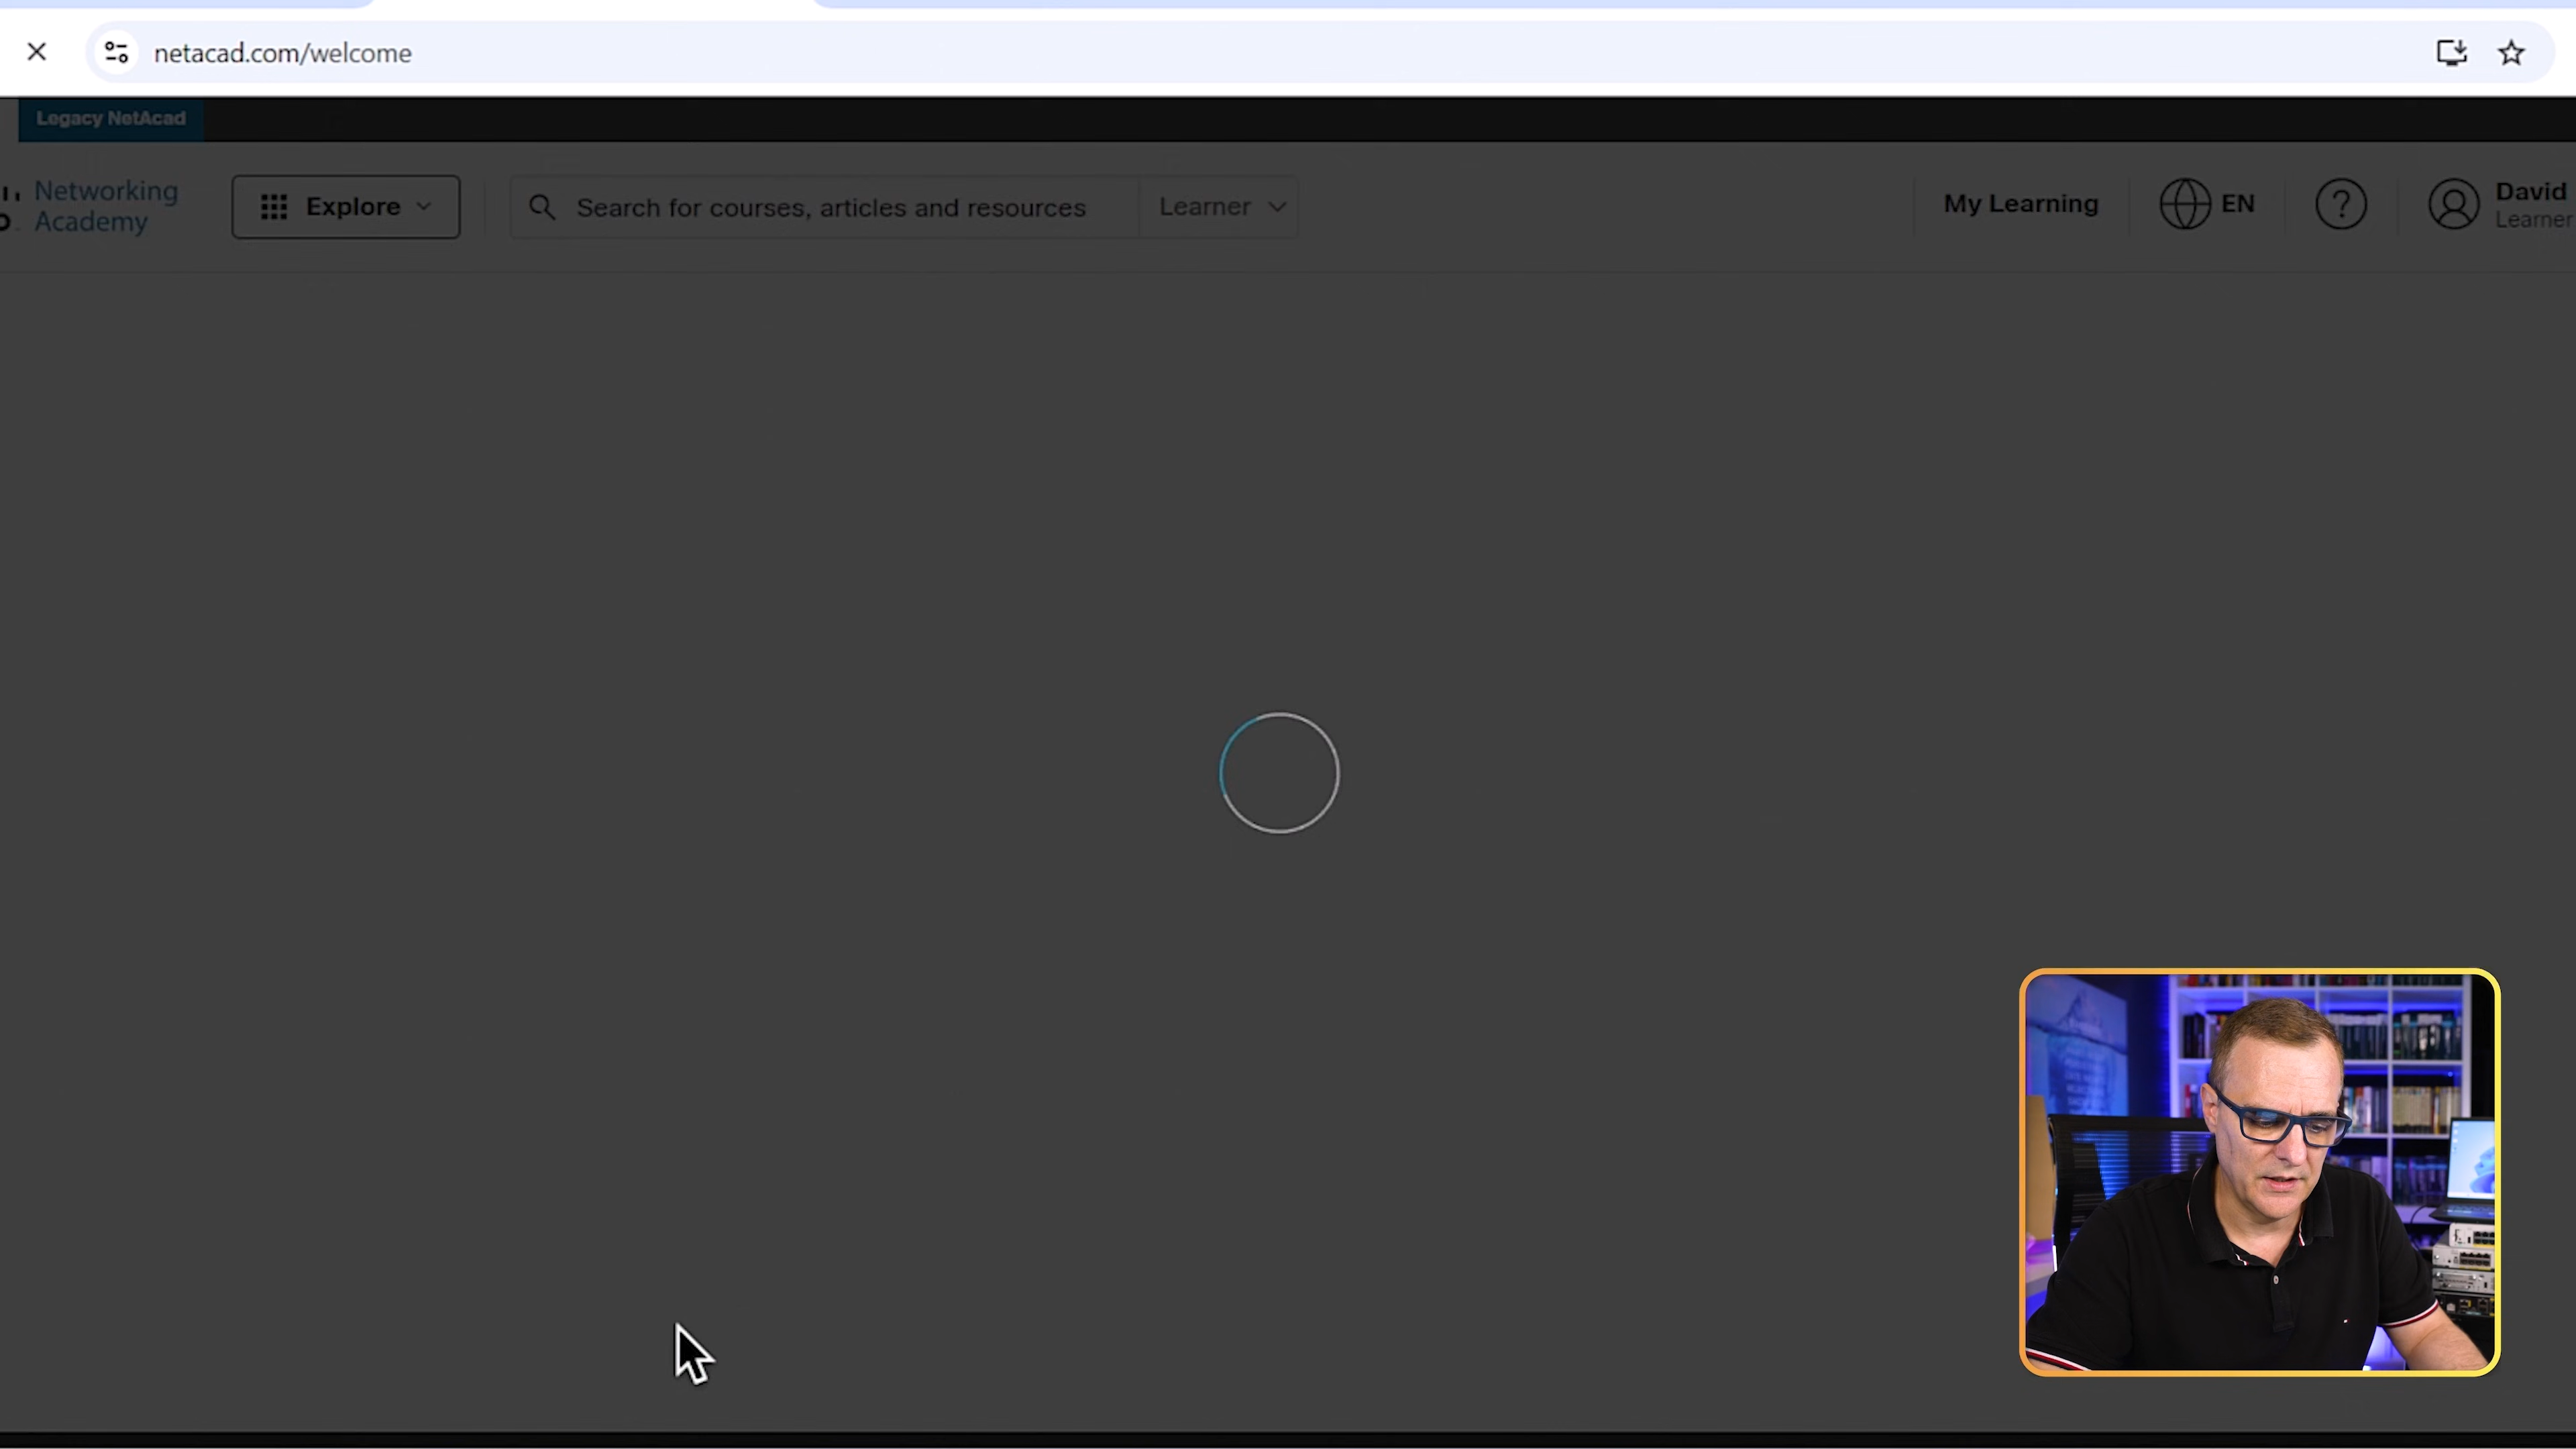 netacad.com/welcome
Legacy NetAcad
Networking
Academy
Explore
Search for courses, articles and resources
Learner
My Learning
EN
David
Learner